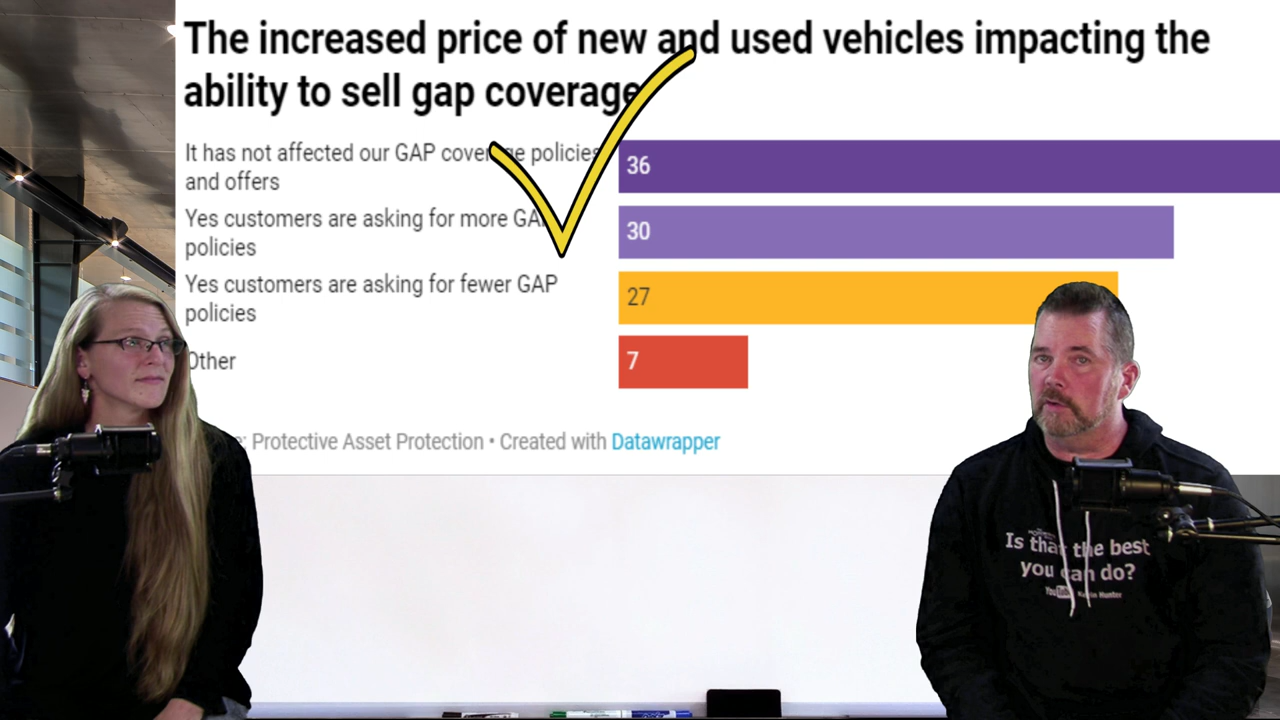 The increased price of new and used vehicles impacting the
ability to sell gap coverage
It has not affected our GAP coverage policies
and offers
36
Yes customers are asking for more GAP
policies
30
Yes customers are asking for fewer GAP
policies
27
Other
7
Protective Asset Protection • Created with Datawrapper
Is that the best
you can do?
YouTube Kevin Hunter